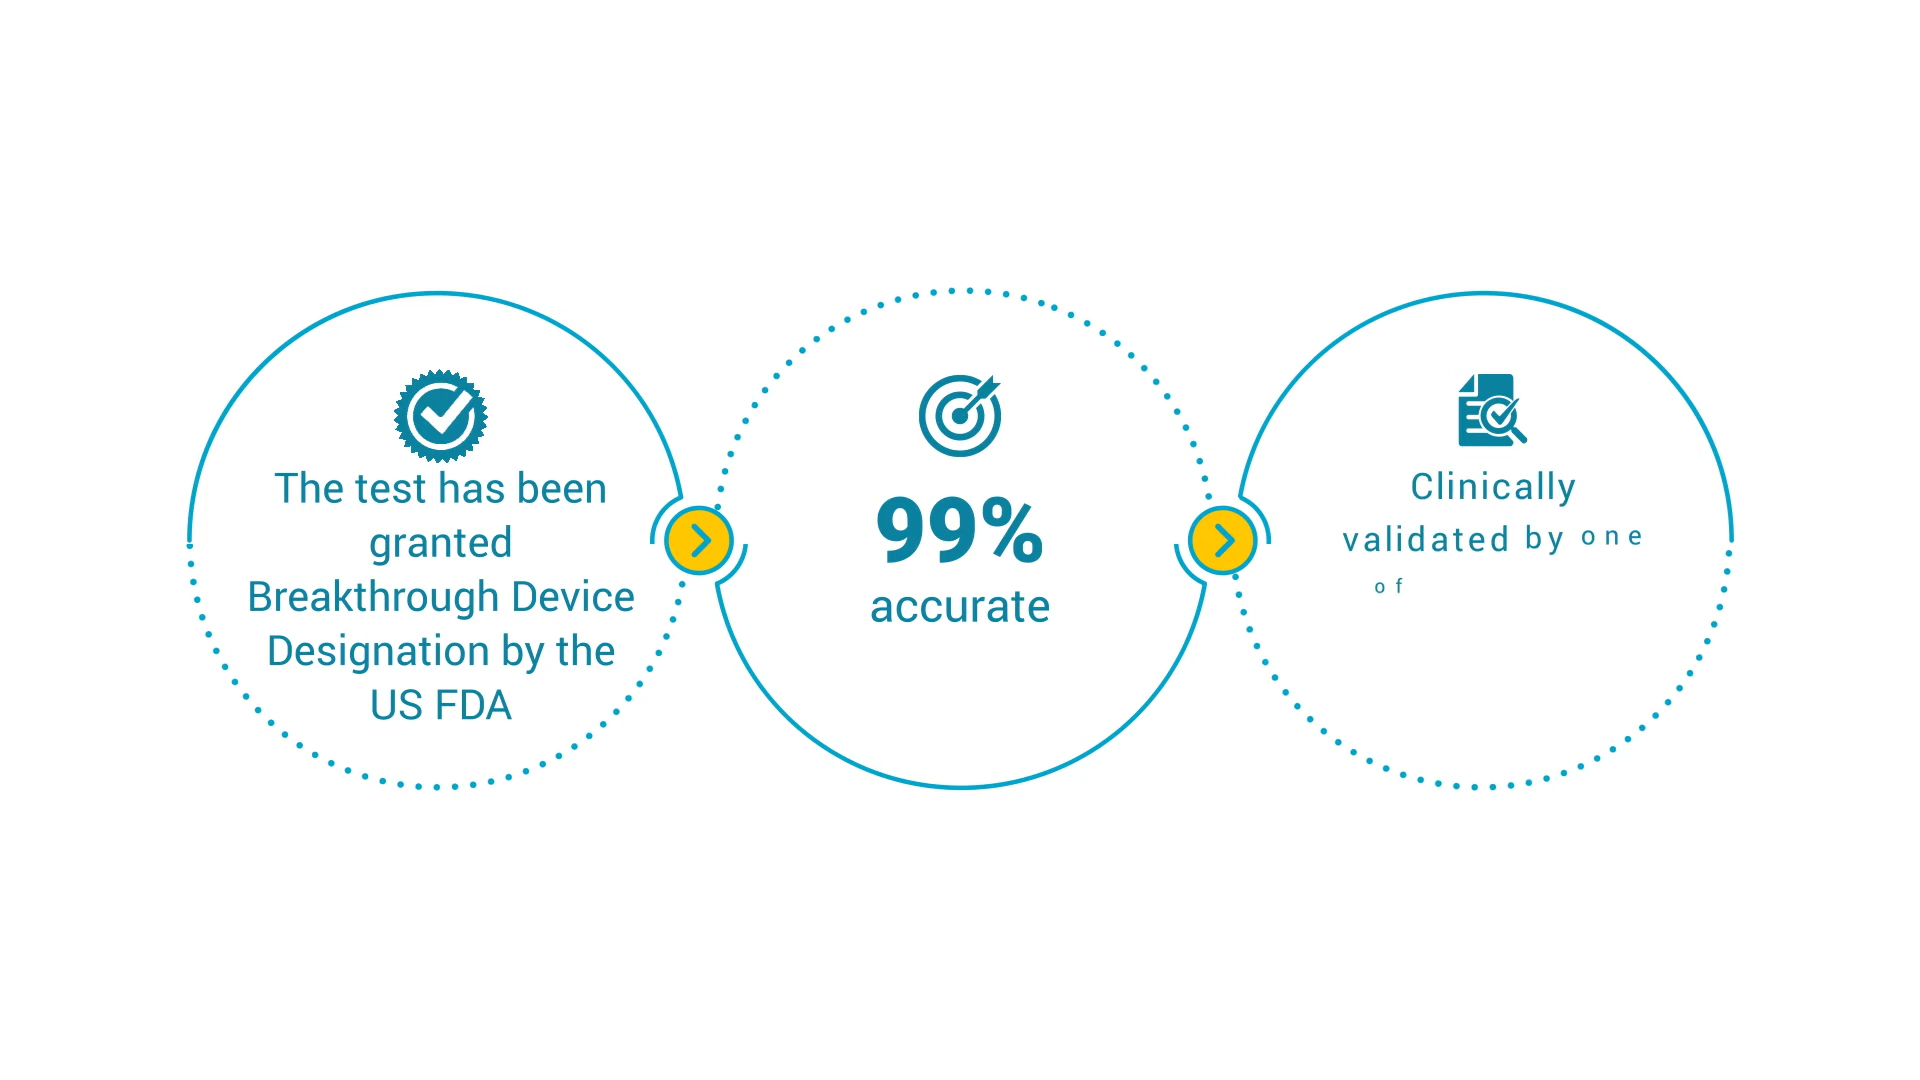 The test has been
granted
Breakthrough Device
Designation by the
US FDA
99%
accurate
Clinically
validated by one
of